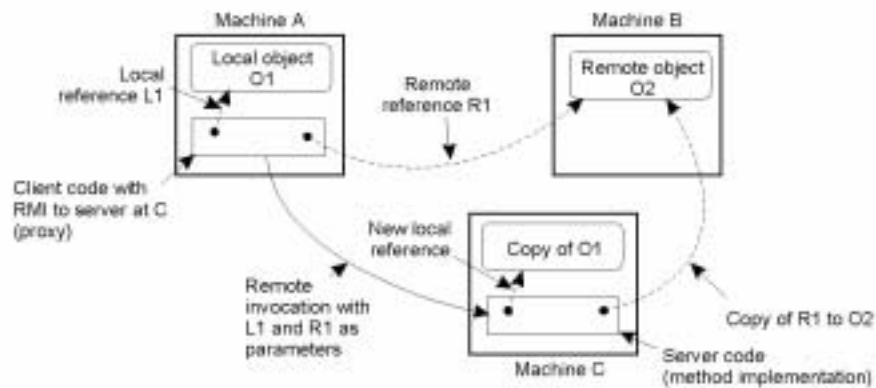 Machine A
Machine B
Local object
O1
Remote object
O2
Local
reference L1
Remote
reference R1
Client code with
RMI to server at C
(proxy)
New local
reference
Copy of O1
Remote
invocation with
L1 and R1 as
parameters
Copy of R1 to O2
Machine C
Server code
(method implementation)